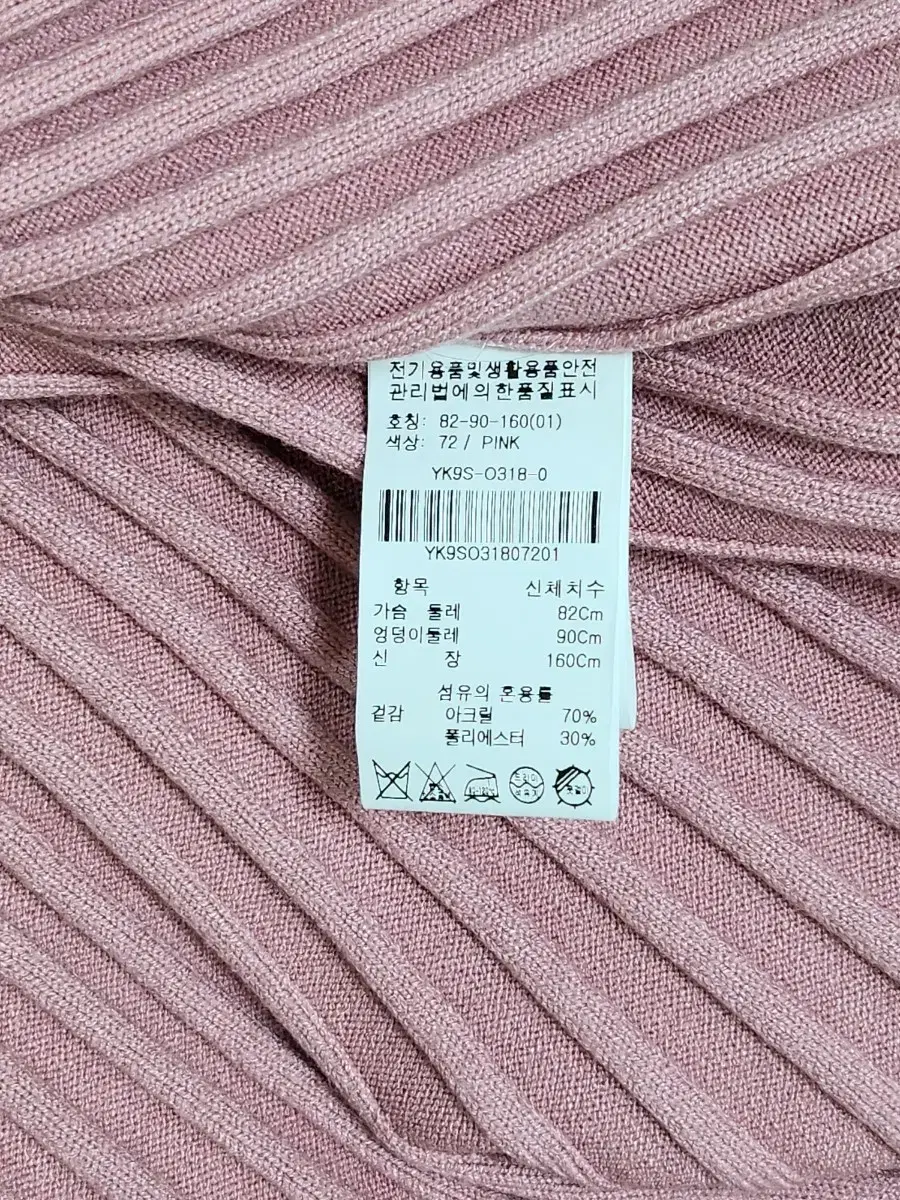 전기용품및생활용품안전
관리법에의한품질표시
호칭: 82-90-160(01)
색상: 72 / PINK
YK9S-O318-0
YK9SO31807201
항목 신체치수
가슴 둘레 82Cm
엉덩이둘레 90Cm
신 장 160Cm
섬유의 혼용률
겉감 아크릴 70%
폴리에스터 30%
드라이